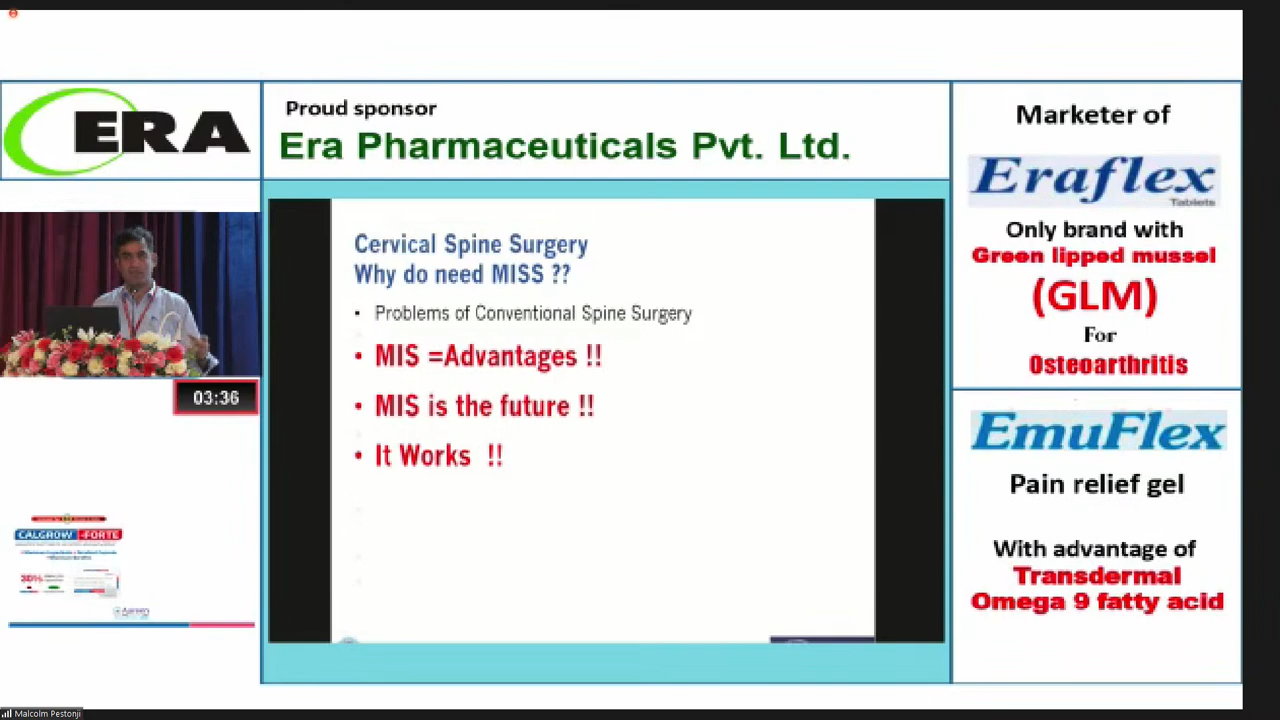 ERA
Proud sponsor
Era Pharmaceuticals Pvt. Ltd.
Cervical Spine Surgery
Why do need MISS ??
• Problems of Conventional Spine Surgery
• MIS =Advantages !!
• MIS is the future !!
• It Works !!
03:36
CALGROW -FORTE
30%
Marketer of
Eraflex
Tablets
Only brand with
Green lipped mussel
(GLM)
For
Osteoarthritis
EmuFlex
Pain relief gel
With advantage of
Transdermal
Omega 9 fatty acid
Malcolm Pestonji